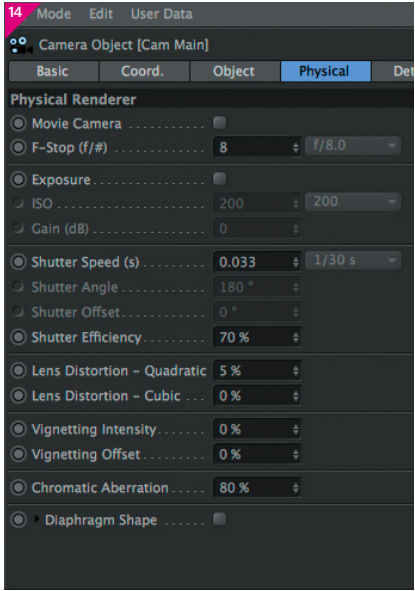 14 Mode Edit User Data
Camera Object [Cam Main]
Basic Coord. Object Physical Det
Physical Renderer
Movie Camera
F-Stop (f/#) 8 f/8.0
Exposure
ISO 200 200
Gain (dB) 0
Shutter Speed (s) 0.033 1/30 s
Shutter Angle 180 °
Shutter Offset 0 °
Shutter Efficiency 70 %
Lens Distortion – Quadratic 5 %
Lens Distortion – Cubic 0 %
Vignetting Intensity 0 %
Vignetting Offset 0 %
Chromatic Aberration 80 %
Diaphragm Shape